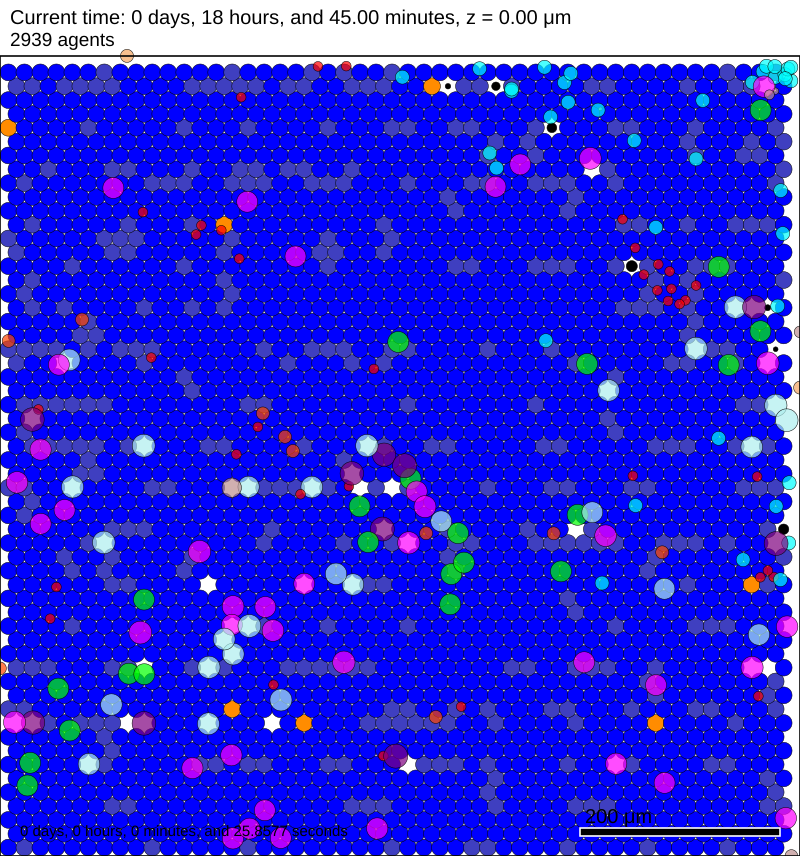 Current time: 0 days, 18 hours, and 45.00 minutes, z = 0.00 μm
2939 agents
200 μm
0 days, 0 hours, 0 minutes, and 25.8577 seconds